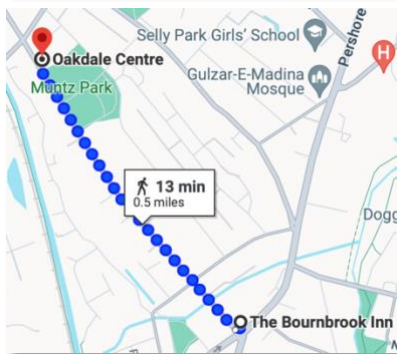 Selly Park Girls' School
Oakdale Centre
Muntz Park
Gulzar-E-Madina
Mosque
Pershore
H
13 min
0.5 miles
Dogg
The Bournbrook Inn